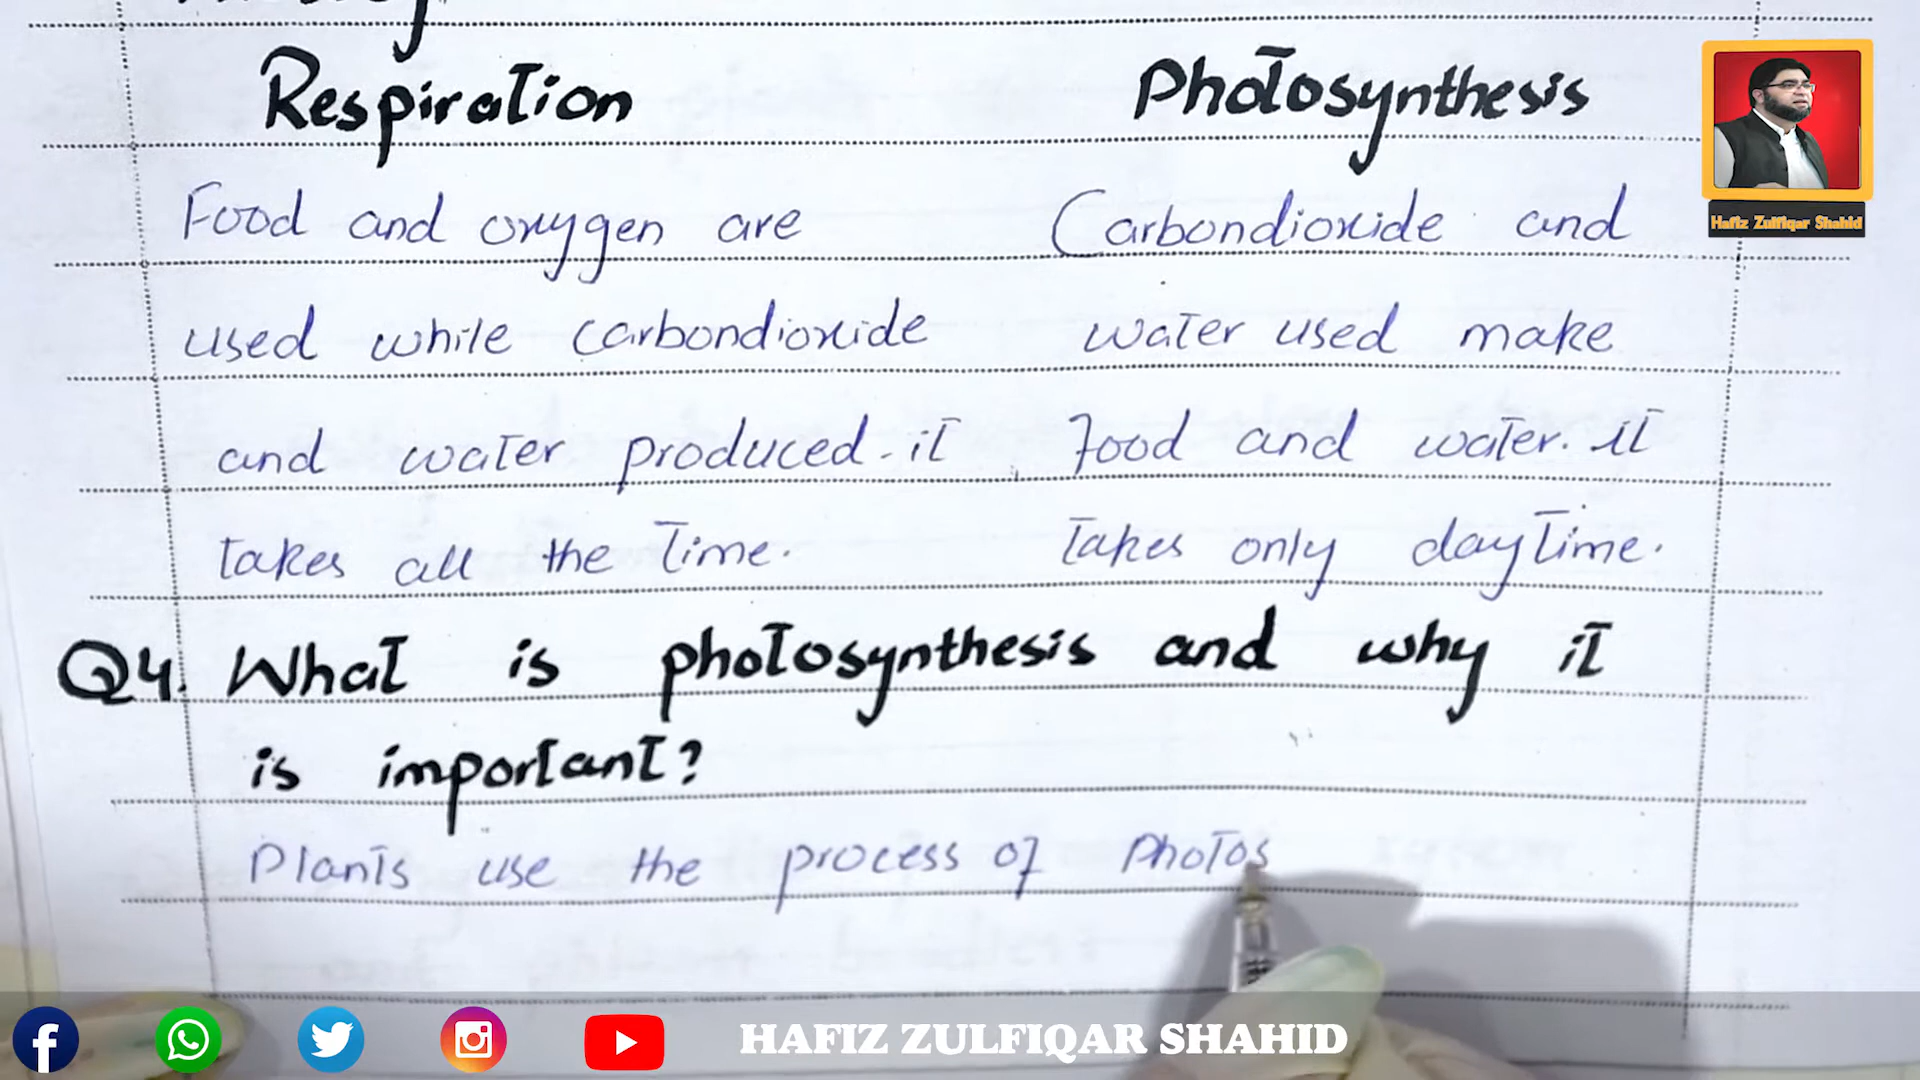 Respiration Photosynthesis
Hafiz Zulfiqar Shahid
Food and oxygen are Carbondioxide and
used while carbondioxide water used make
and water produced. it Food and water. It
takes all the time. takes only daytime.
Q4. What is photosynthesis and why it
is important?
Plants use the process of Photos
HAFIZ ZULFIQAR SHAHID